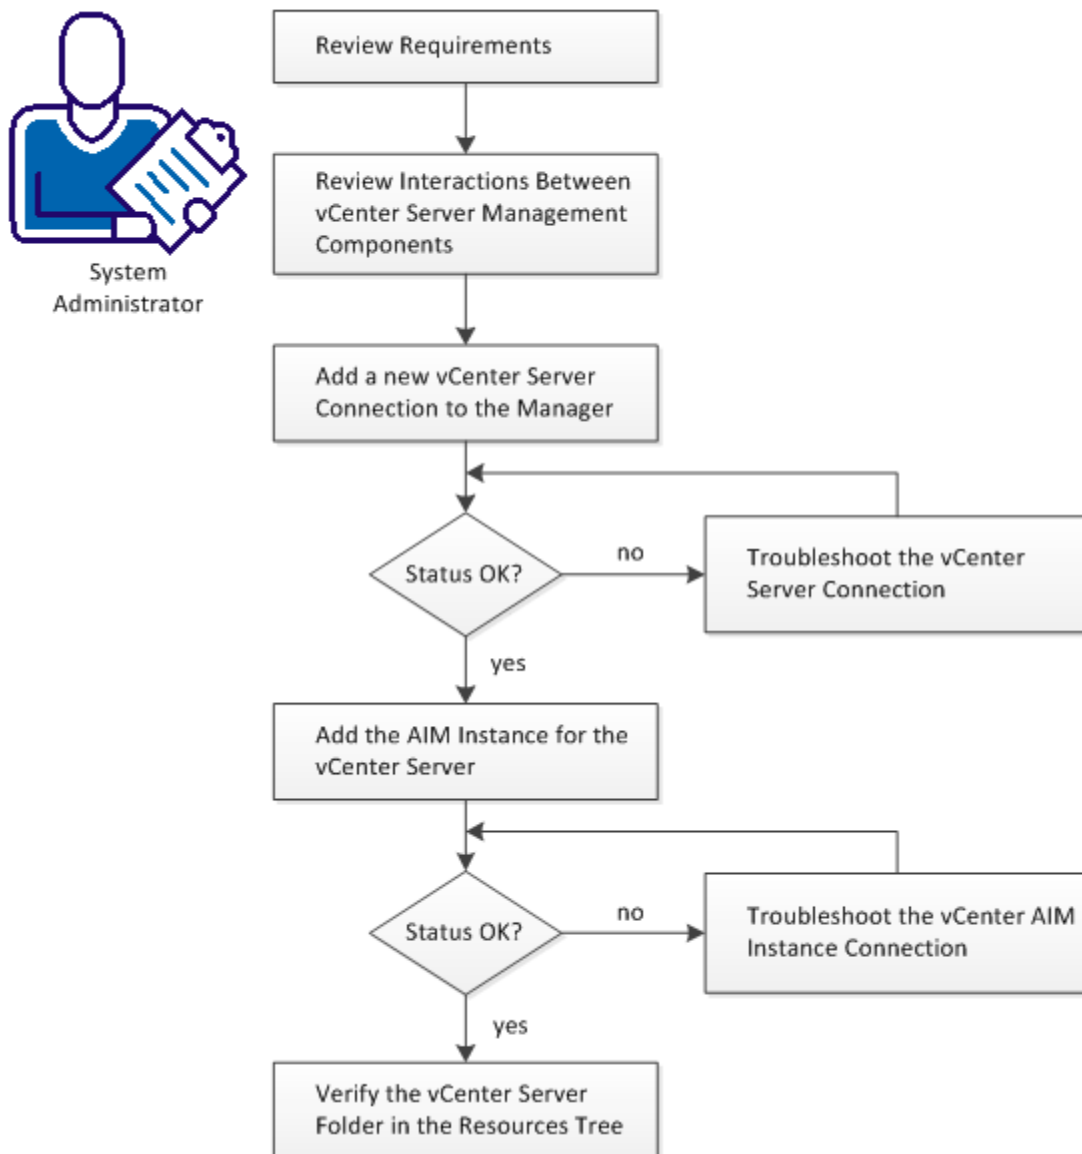 Review Requirements
Review Interactions Between
vCenter Server Management
Components
System
Administrator
Add a new vCenter Server
Connection to the Manager
Status OK?
no
Troubleshoot the vCenter
Server Connection
yes
Add the AIM Instance for the
vCenter Server
Status OK?
no
Troubleshoot the vCenter AIM
Instance Connection
yes
Verify the vCenter Server
Folder in the Resources Tree